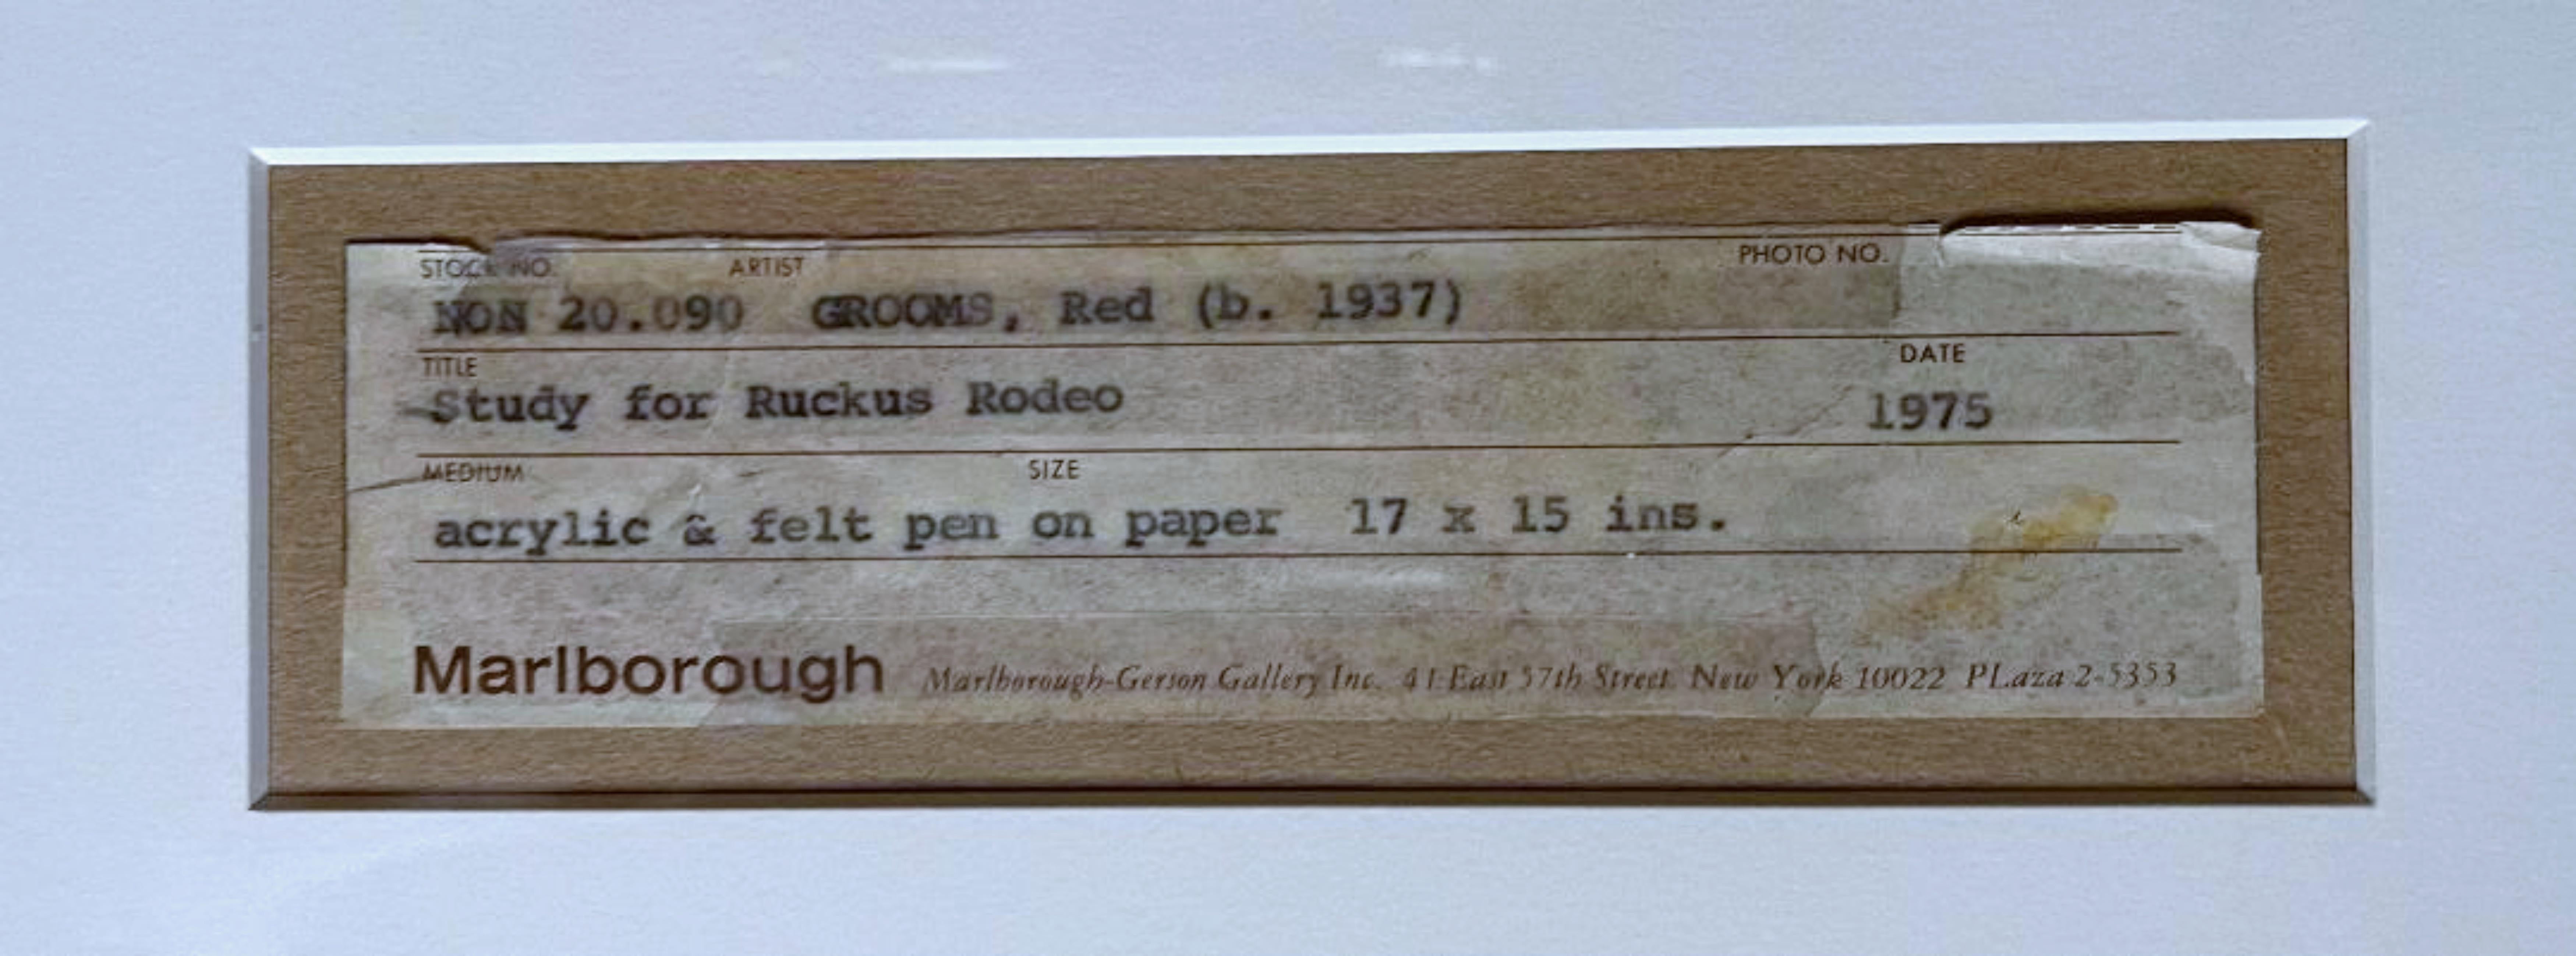 STOCK NO. ARTIST PHOTO NO.
NON 20.090 GROOMS, Red (b. 1937)
TITLE DATE
Study for Ruckus Rodeo 1975
MEDIUM SIZE
acrylic & felt pen on paper 17 x 15 ins.
Marlborough Marlborough-Gerson Gallery Inc. 41 East 57th Street New York 10022 PLaza 2-5353